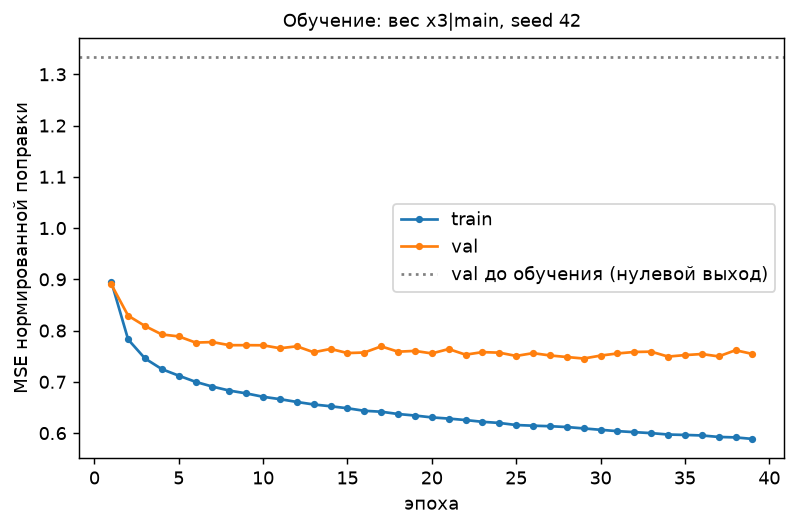 Обучение: вес x3|main, seed 42
MSE нормированной поправки
1.3
1.2
1.1
1.0
0.9
0.8
0.7
0.6
train
val
val до обучения (нулевой выход)
0 5 10 15 20 25 30 35 40
эпоха